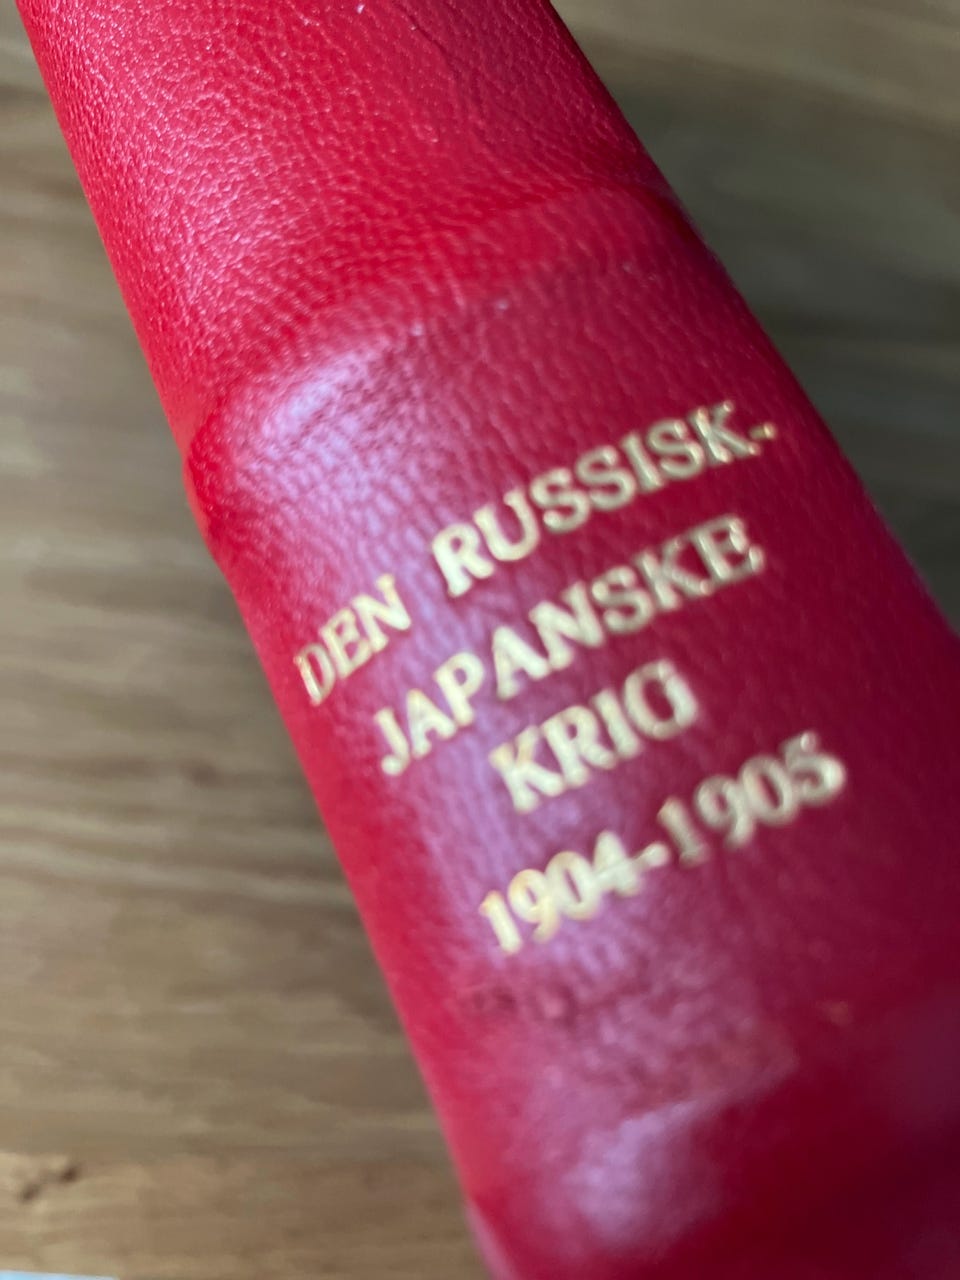 DEN RUSSISK-
JAPANSKE
KRIG
1904-1905